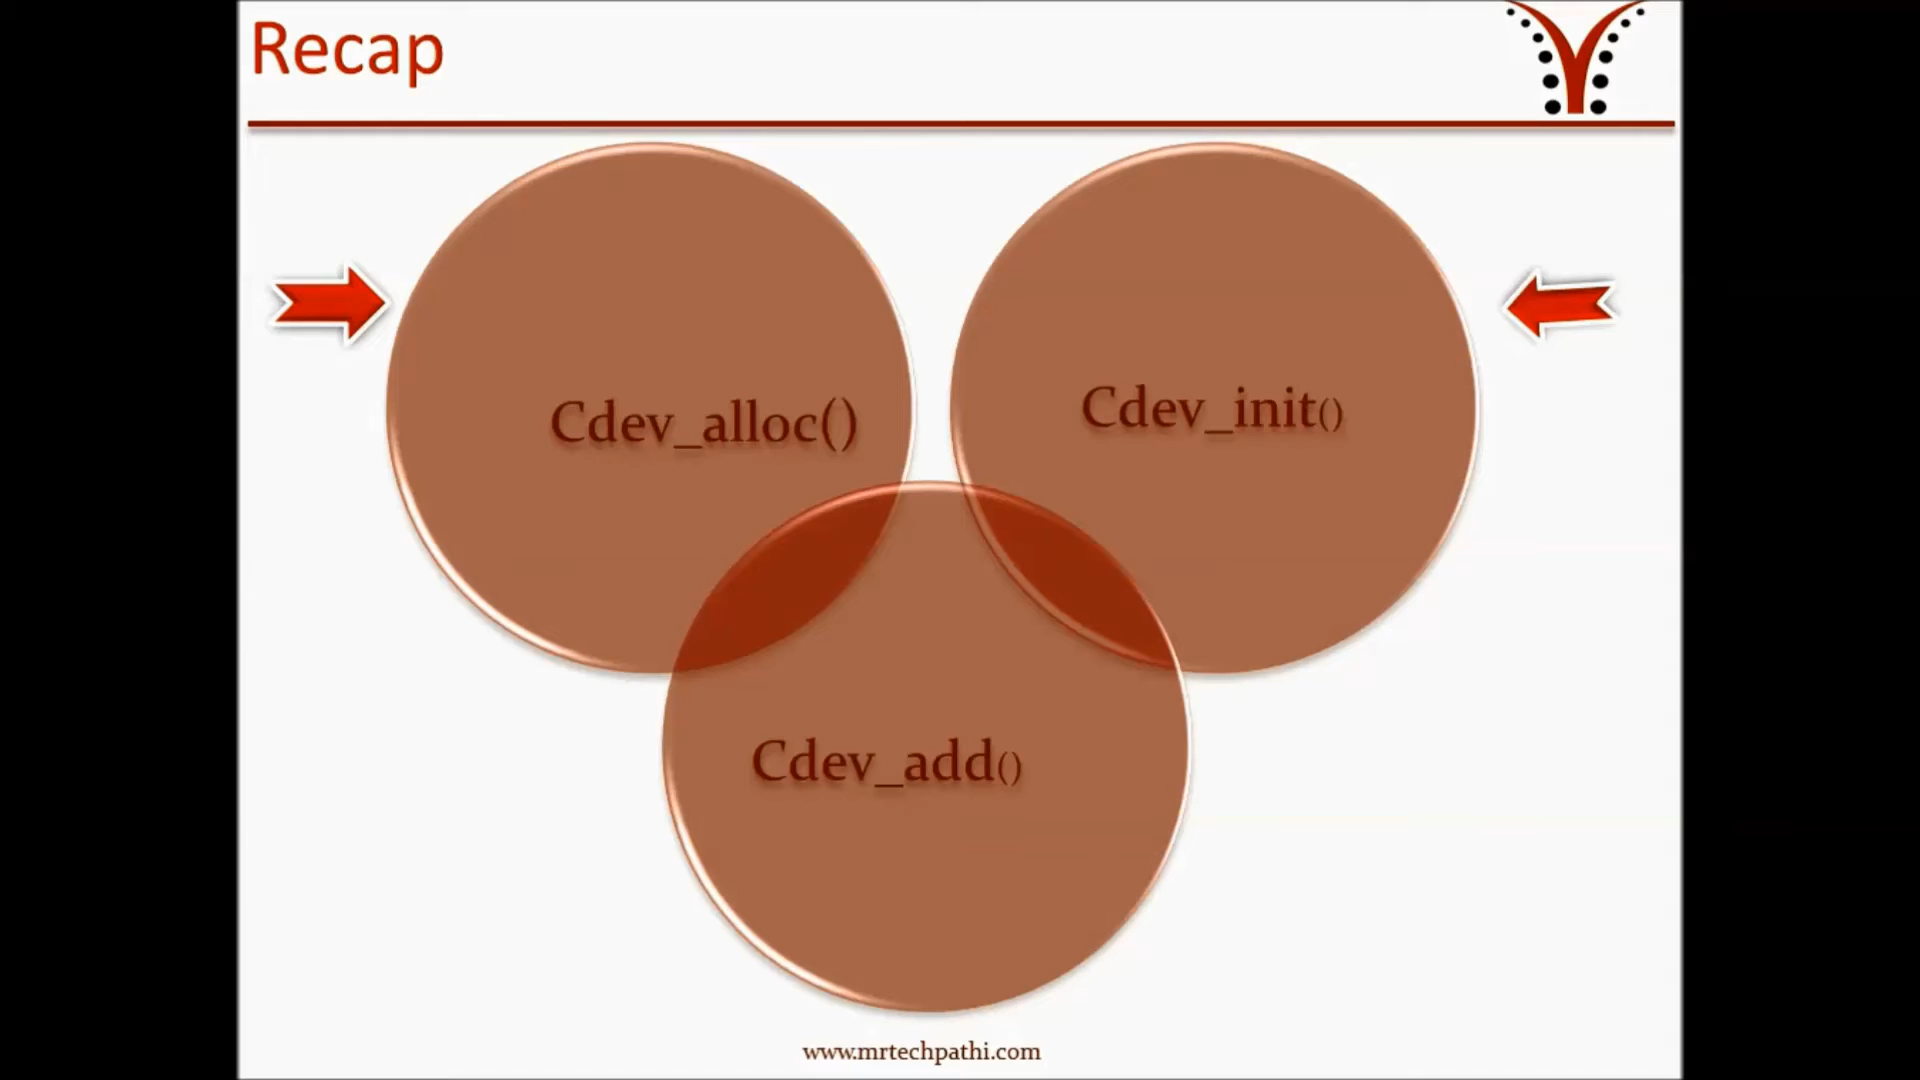 Recap
Cdev_alloc()
Cdev_init()
Cdev_add()
www.mrtechpathi.com